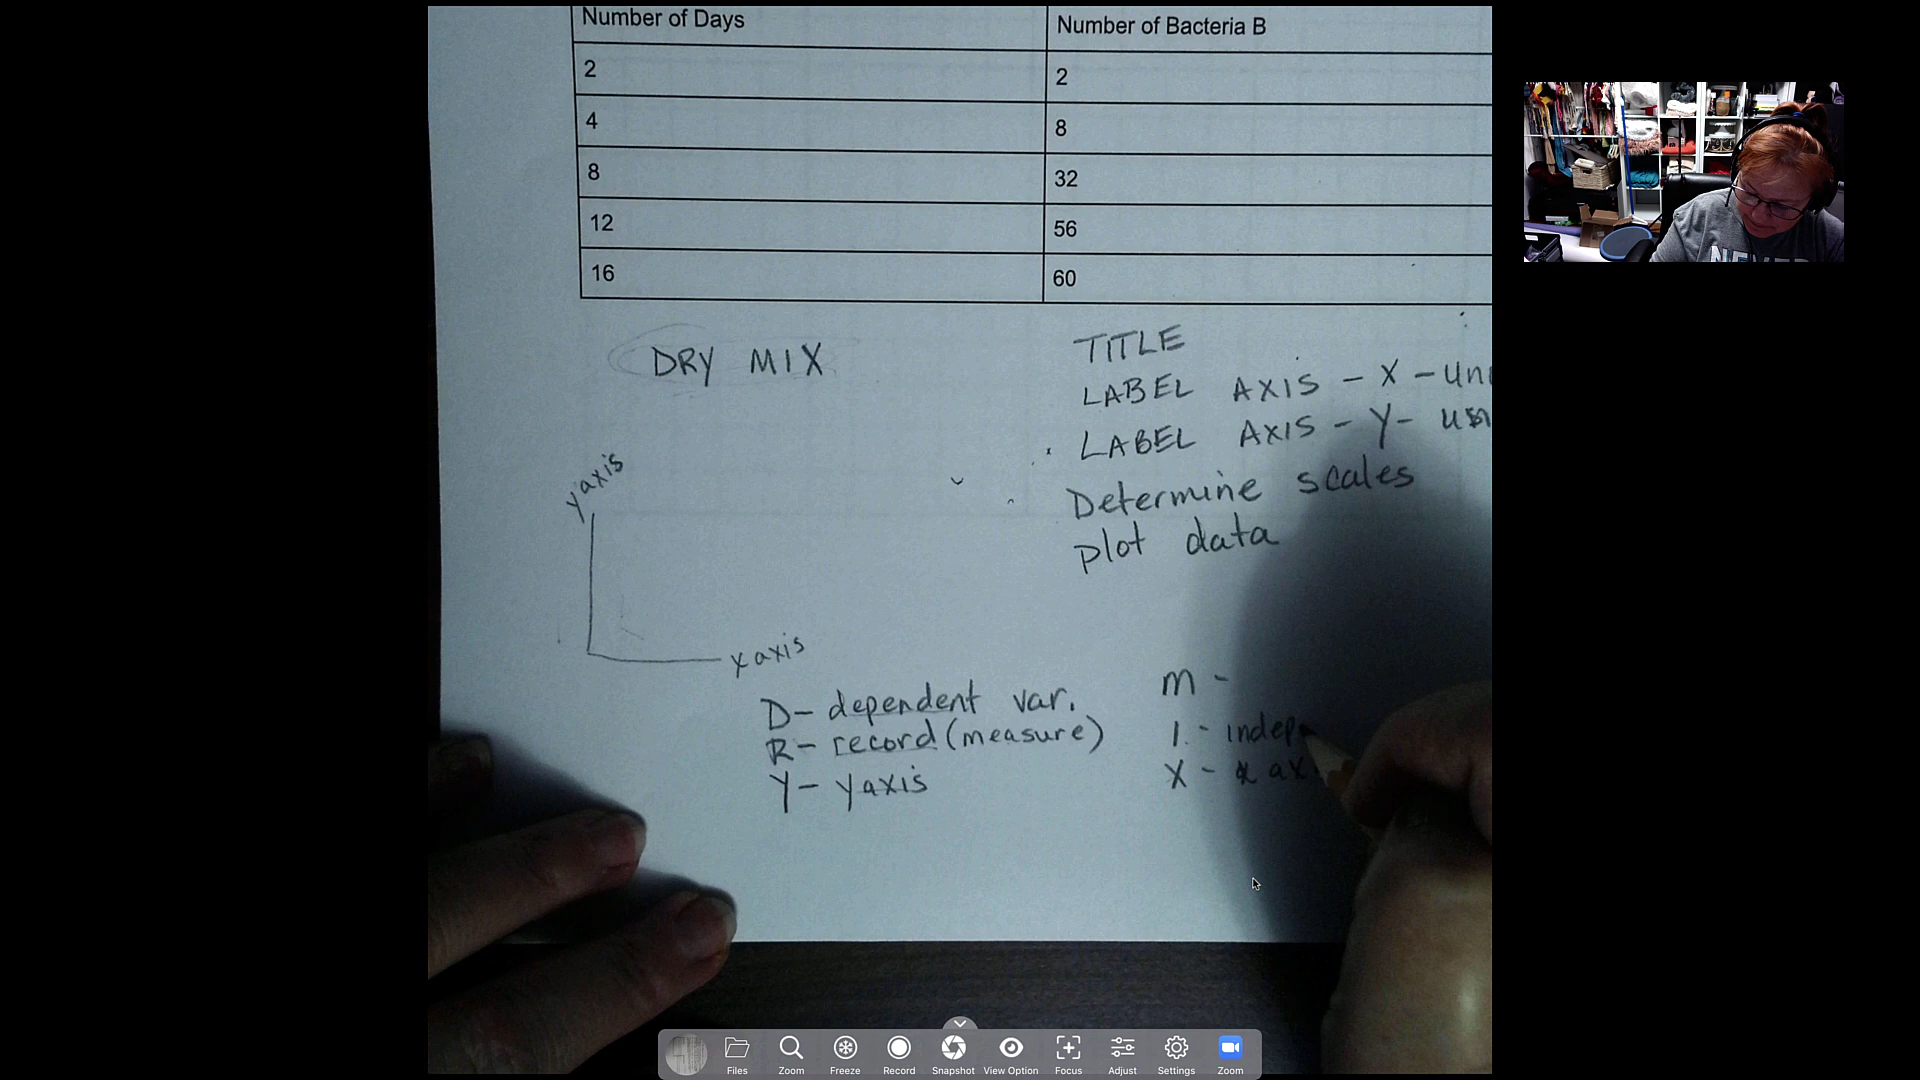 Number of Days Number of Bacteria B
2 2
4 8
8 32
12 56
16 60
DRY MIX
TITLE
LABEL AXIS - X -
LABEL AXIS - Y -
Determine scales
plot data
y axis
x axis
D - dependent var.
R - record (measure)
Y - y axis
M -
I - indep
X - x ax
Files Zoom Freeze Record Snapshot View Option Focus Adjust Settings Zoom